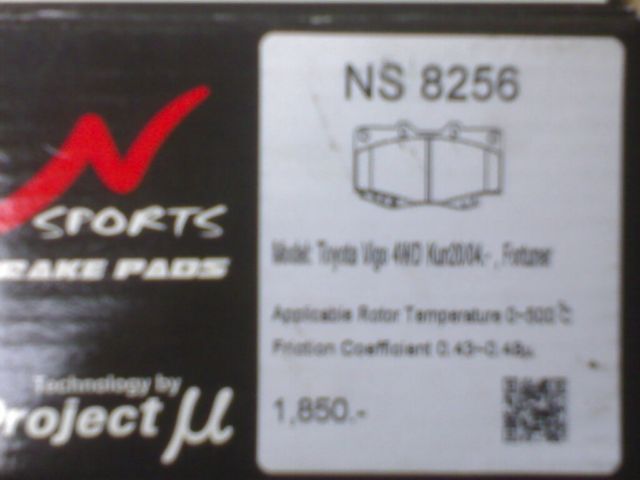 NS 8256
SPORTS
BRAKE PADS
Model: Toyota Vigo 4WD Kun20/04.- , Fortuner
Applicable Rotor Temperature 0~500℃
Friction Coefficient 0.43~0.48μ
Technology by
Project μ
1,850.-